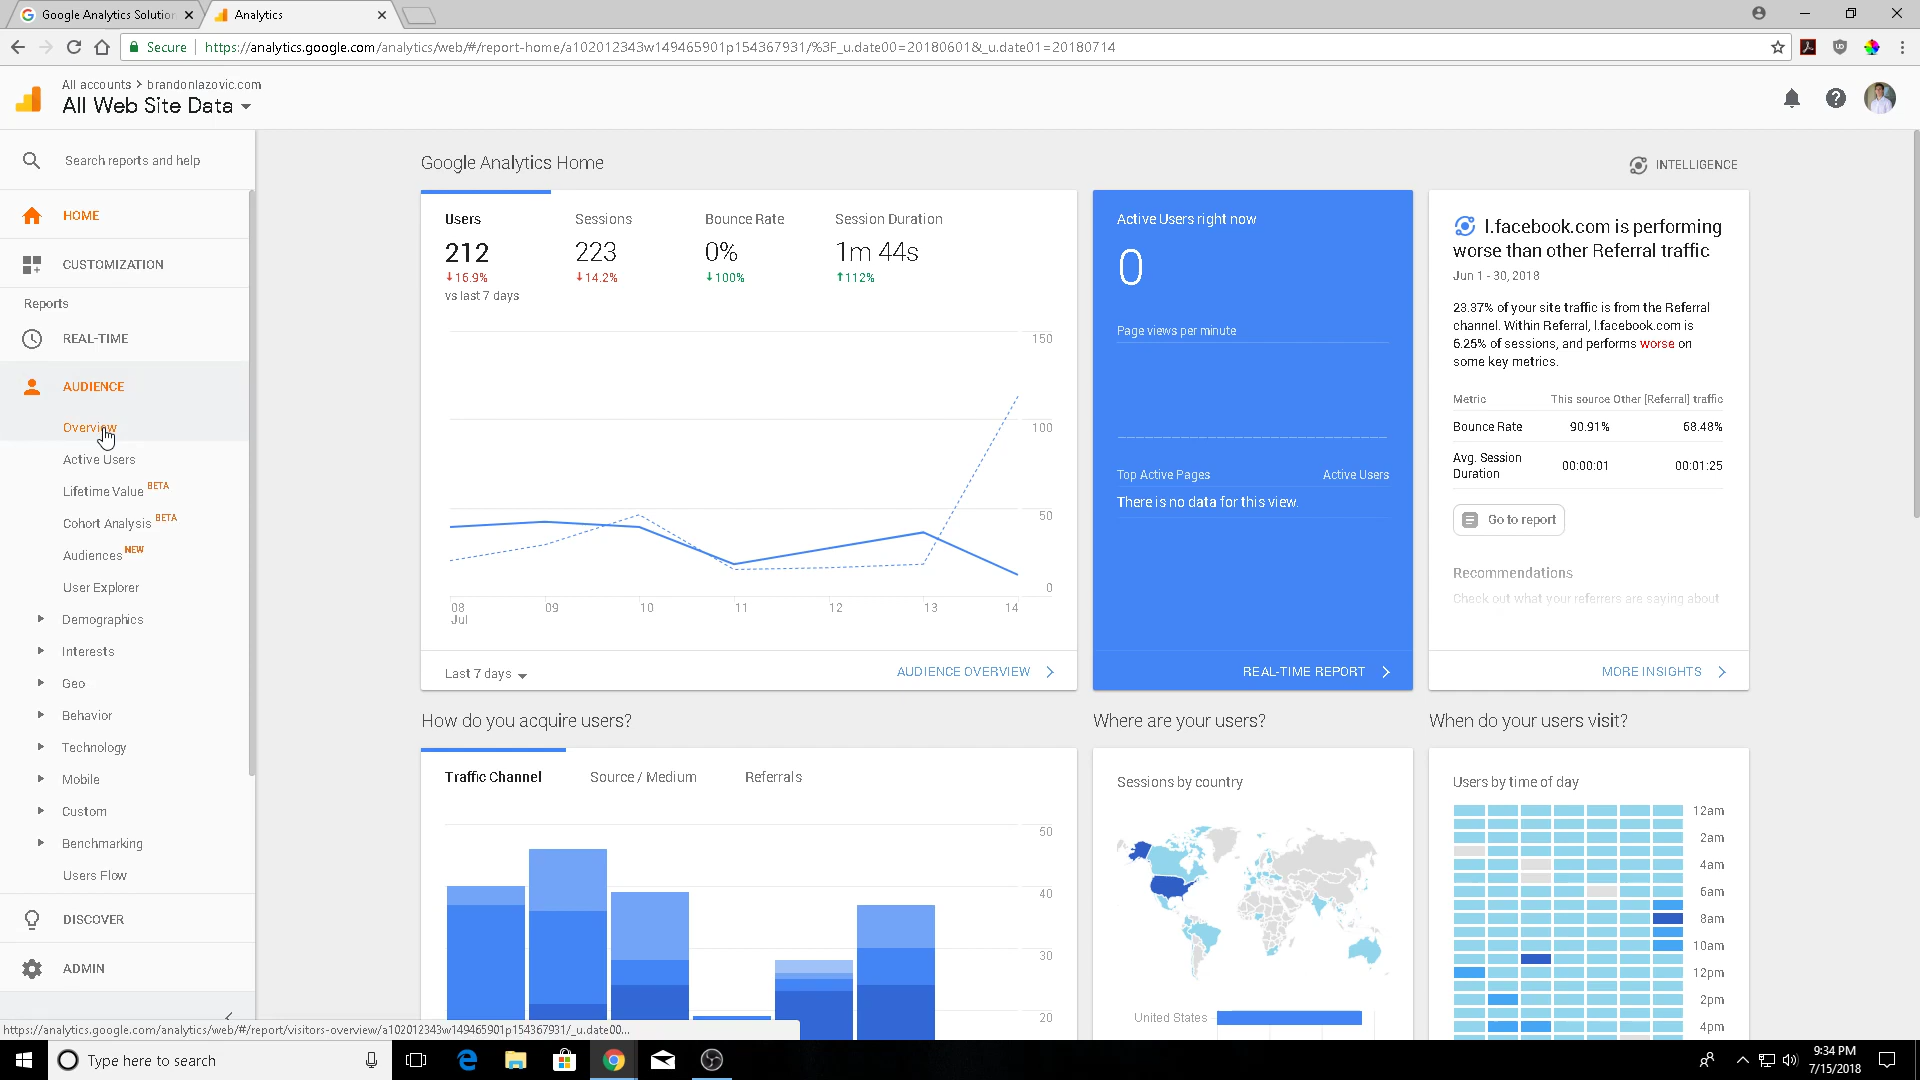 Google Analytics Solution
Analytics
Secure
https://analytics.google.com/analytics/web/#/report-home/a102012343w149465901p154367931/%3F_u.date00=20180601&_u.date01=20180714
All accounts > brandonlazovic.com
All Web Site Data
Search reports and help
HOME
CUSTOMIZATION
Reports
REAL-TIME
AUDIENCE
Overview
Active Users
Lifetime Value BETA
Cohort Analysis BETA
Audiences NEW
User Explorer
Demographics
Interests
Geo
Behavior
Technology
Mobile
Custom
Benchmarking
Users Flow
DISCOVER
ADMIN
https://analytics.google.com/analytics/web/#/report/visitors-overview/a102012343w149465901p154367931/_u.date00...
Google Analytics Home
INTELLIGENCE
Users Sessions Bounce Rate Session Duration
212 223 0% 1m 44s
16.9% 14.2% 100% 112%
vs last 7 days
150
100
50
0
08 09 10 11 12 13 14
Jul
Last 7 days
AUDIENCE OVERVIEW
Active Users right now
0
Page views per minute
Top Active Pages Active Users
There is no data for this view.
REAL-TIME REPORT
l.facebook.com is performing
worse than other Referral traffic
Jun 1 - 30, 2018
23.37% of your site traffic is from the Referral
channel. Within Referral, l.facebook.com is
6.25% of sessions, and performs worse on
some key metrics.
Metric This source Other [Referral] traffic
Bounce Rate 90.91% 68.48%
Avg. Session
Duration 00:00:01 00:01:25
Go to report
Recommendations
Check out what your referrers are saying about
MORE INSIGHTS
How do you acquire users?
Traffic Channel Source / Medium Referrals
50
40
30
20
Where are your users?
Sessions by country
United States
When do your users visit?
Users by time of day
12am
2am
4am
6am
8am
10am
12pm
2pm
4pm
Type here to search
9:34 PM
7/15/2018